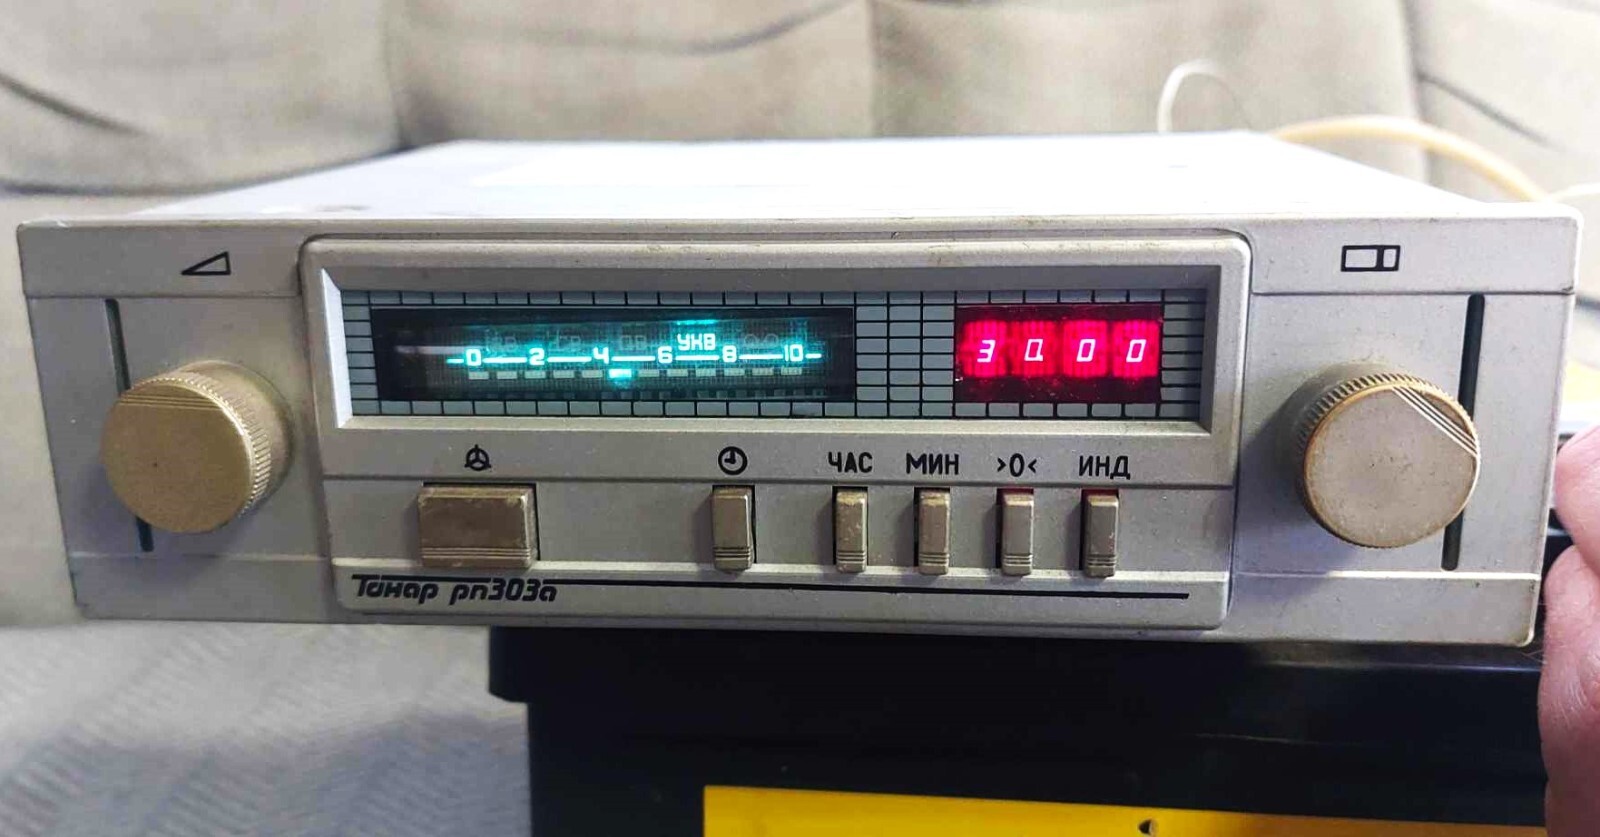 УКВ
0 2 4 6 8 10
3 0 0 0
ЧАС МИН >0< ИНД
Тонар рп303а